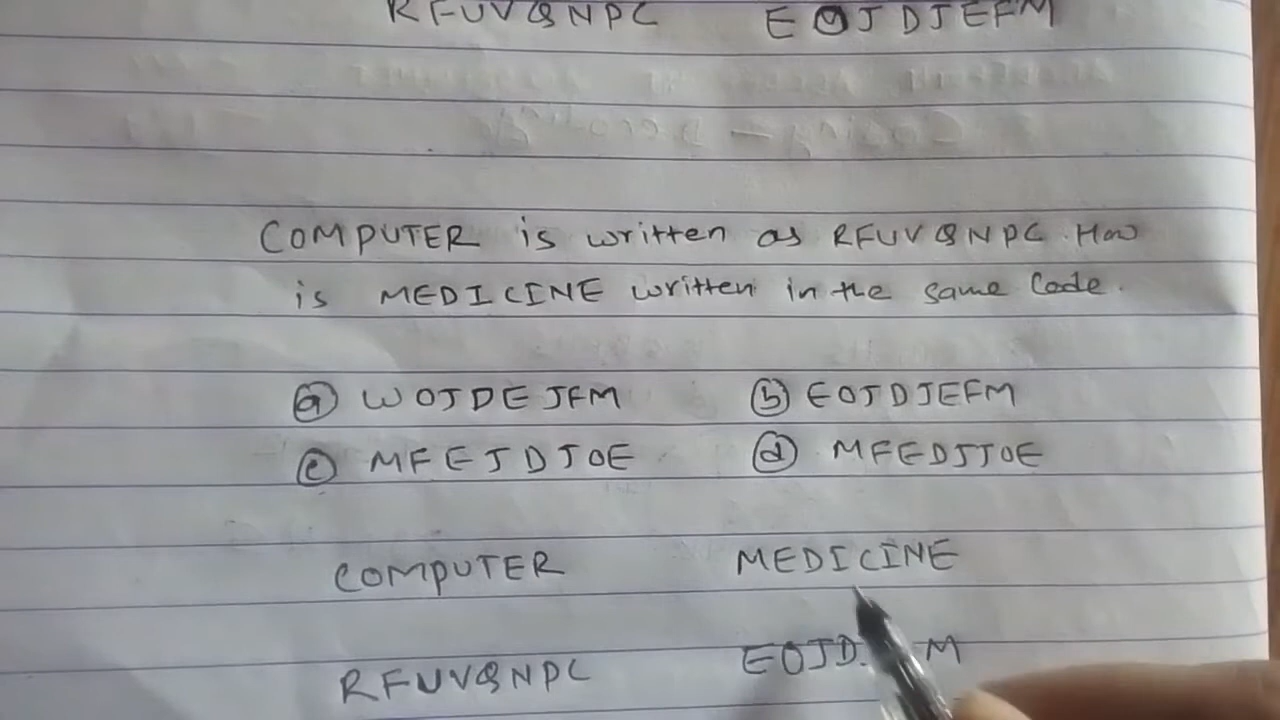 RFUVQNPC EOJDJEFM
COMPUTER is written as RFUVQNPC. How
is MEDICINE written in the same Code.
(a) WOJDEJFM (b) EOJDJEFM
(c) MFEJDJOE (d) MFEDJJOE
COMPUTER MEDICINE
RFUVQNPC EOJD M